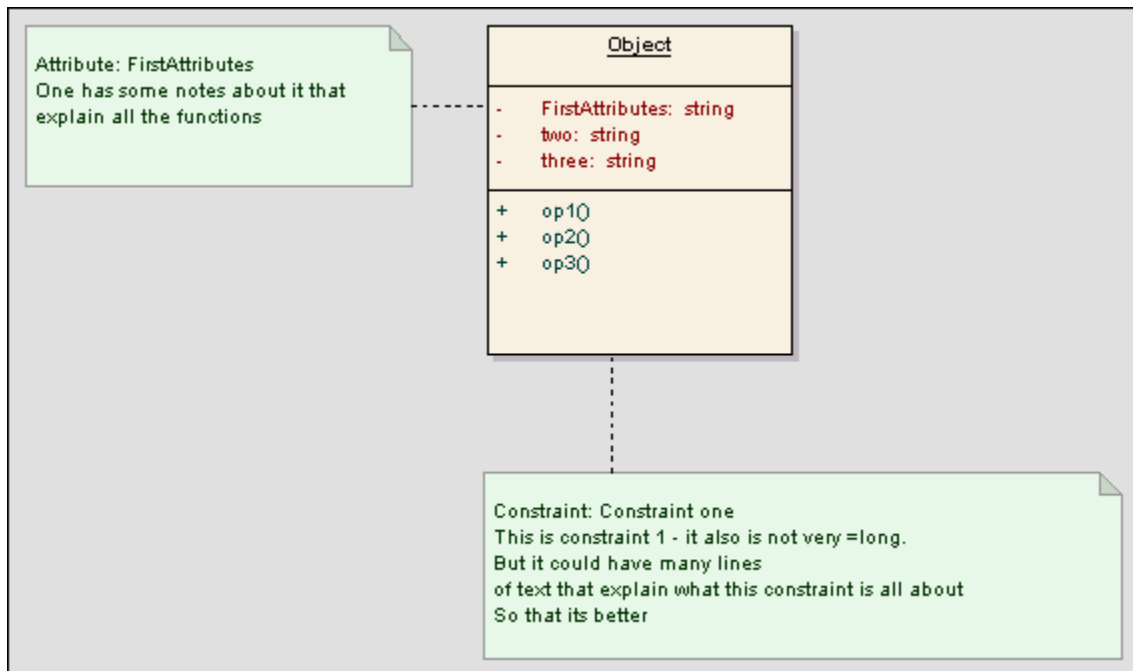 Attribute: FirstAttributes
One has some notes about it that
explain all the functions
Object
- FirstAttributes: string
- two: string
- three: string
+ op1()
+ op2()
+ op3()
Constraint: Constraint one
This is constraint 1 - it also is not very =long.
But it could have many lines
of text that explain what this constraint is all about
So that its better